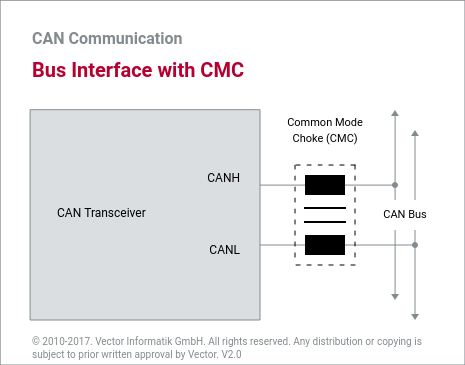 CAN Communication
Bus Interface with CMC
Common Mode
Choke (CMC)
CANH
CAN Transceiver
CAN Bus
CANL
© 2010-2017. Vector Informatik GmbH. All rights reserved. Any distribution or copying is
subject to prior written approval by Vector. V2.0